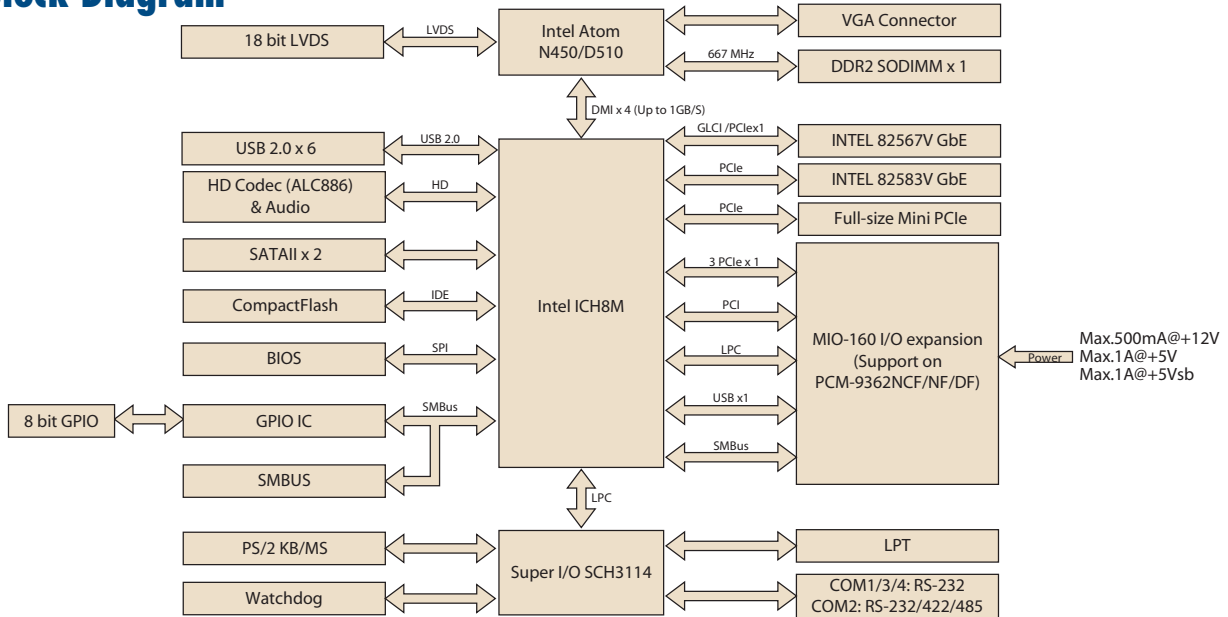 Block Diagram
18 bit LVDS
LVDS
Intel Atom
N450/D510
VGA Connector
667 MHz
DDR2 SODIMM x 1
DMI x 4 (Up to 1GB/S)
USB 2.0 x 6
USB 2.0
GLCI /PCIex1
INTEL 82567V GbE
HD Codec (ALC886)
& Audio
HD
PCIe
INTEL 82583V GbE
PCIe
Full-size Mini PCIe
SATAII x 2
Intel ICH8M
3 PCIe x 1
CompactFlash
IDE
PCI
BIOS
SPI
LPC
MIO-160 I/O expansion
(Support on
PCM-9362NCF/NF/DF)
Power
Max.500mA@+12V
Max.1A@+5V
Max.1A@+5Vsb
8 bit GPIO
GPIO IC
SMBus
USB x1
SMBUS
SMBus
LPC
PS/2 KB/MS
Super I/O SCH3114
LPT
Watchdog
COM1/3/4: RS-232
COM2: RS-232/422/485